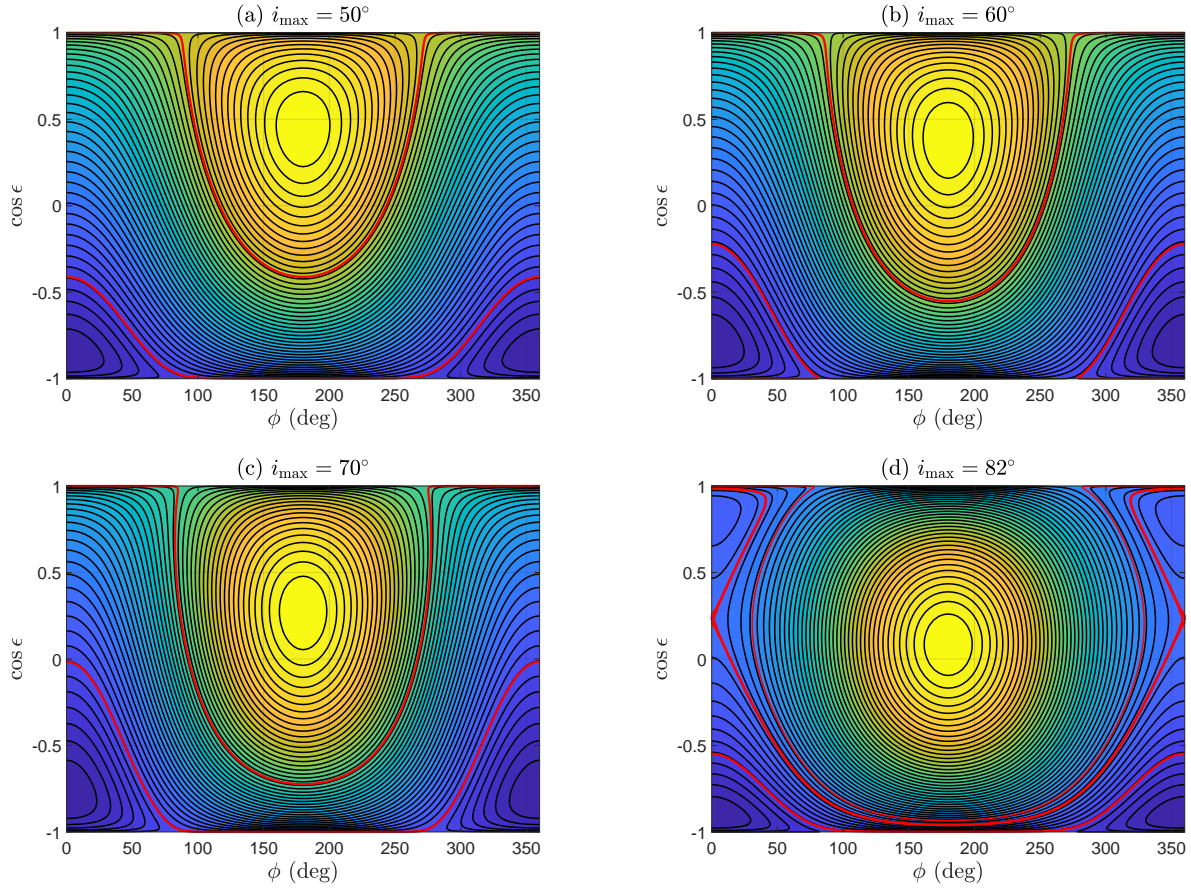 (a) i_max = 50°
1
0.5
0
-0.5
-1
cos ϵ
0 50 100 150 200 250 300 350
ϕ (deg)
(b) i_max = 60°
1
0.5
0
-0.5
-1
cos ϵ
0 50 100 150 200 250 300 350
ϕ (deg)
(c) i_max = 70°
1
0.5
0
-0.5
-1
cos ϵ
0 50 100 150 200 250 300 350
ϕ (deg)
(d) i_max = 82°
1
0.5
0
-0.5
-1
cos ϵ
0 50 100 150 200 250 300 350
ϕ (deg)